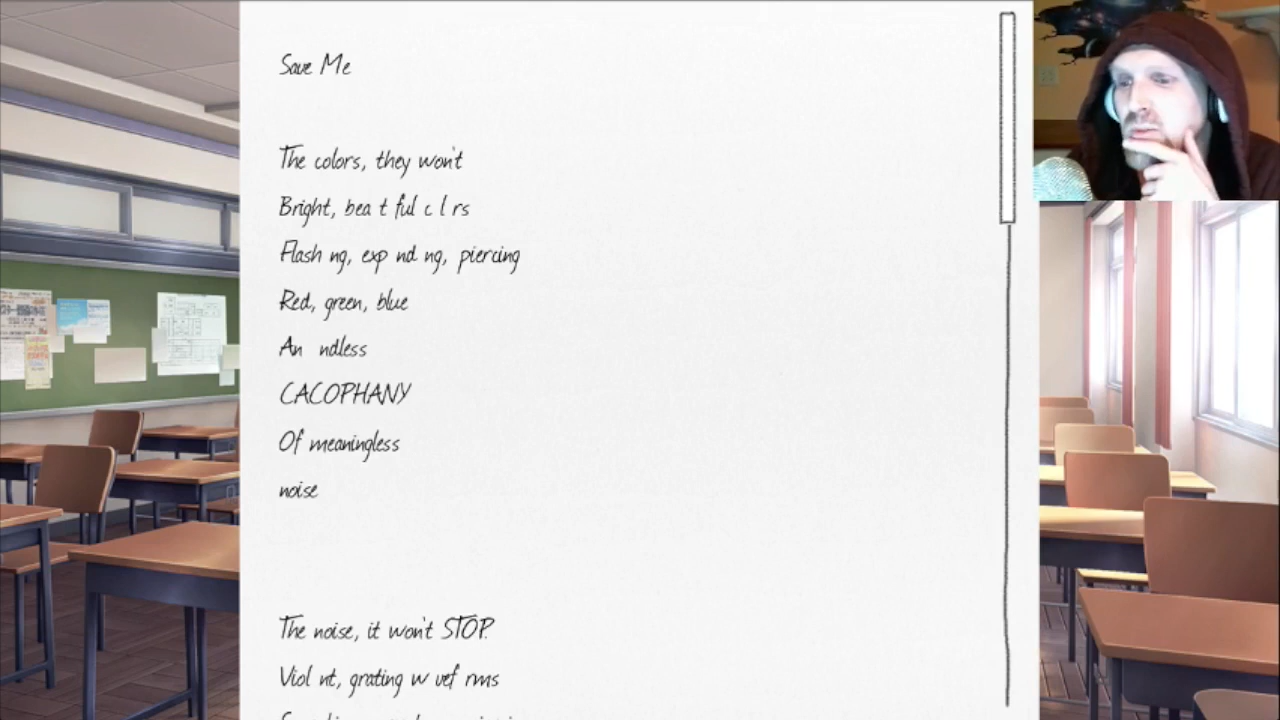 Save Me
The colors, they won't
Bright, bea t ful c l rs
Flash ng, exp nd ng, piercing
Red, green, blue
An ndless
CACOPHANY
Of meaningless
noise
The noise, it won't STOP.
Viol nt, grating w vef rms